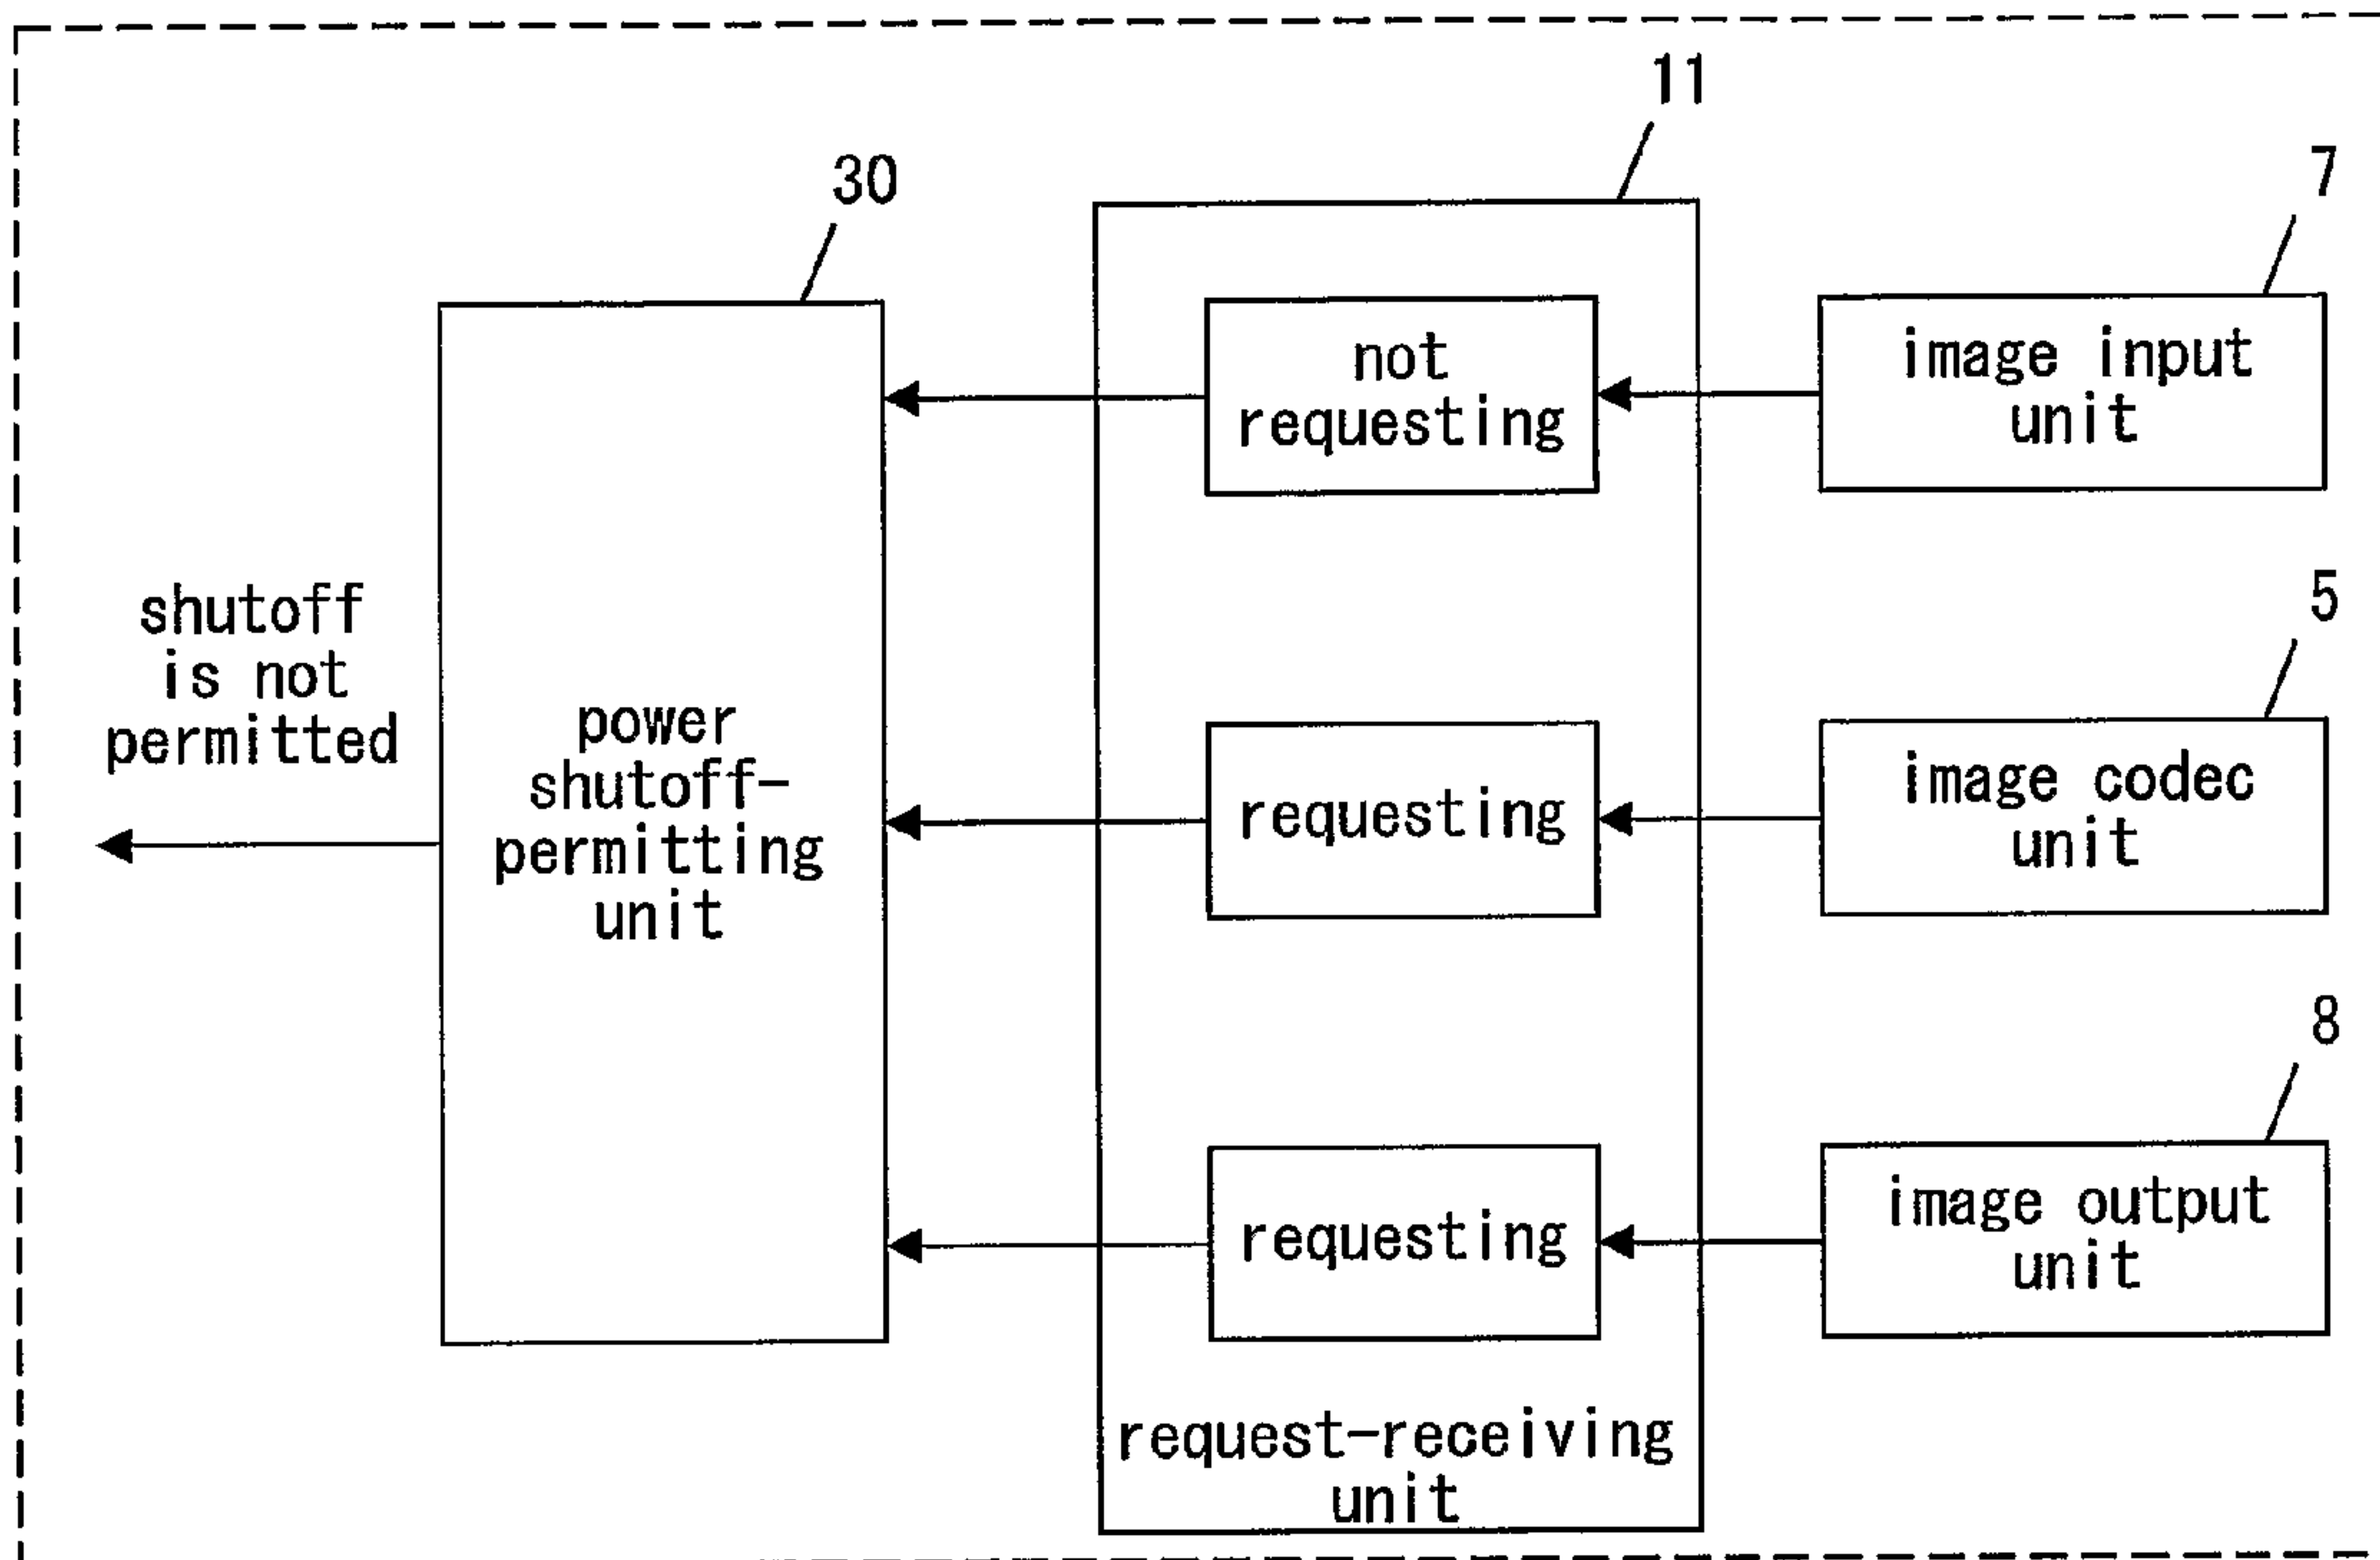 11
7
30
not
requesting
image input
unit
5
shutoff
is not
permitted
power
shutoff-
permitting
unit
requesting
image codec
unit
8
requesting
image output
unit
request-receiving
unit